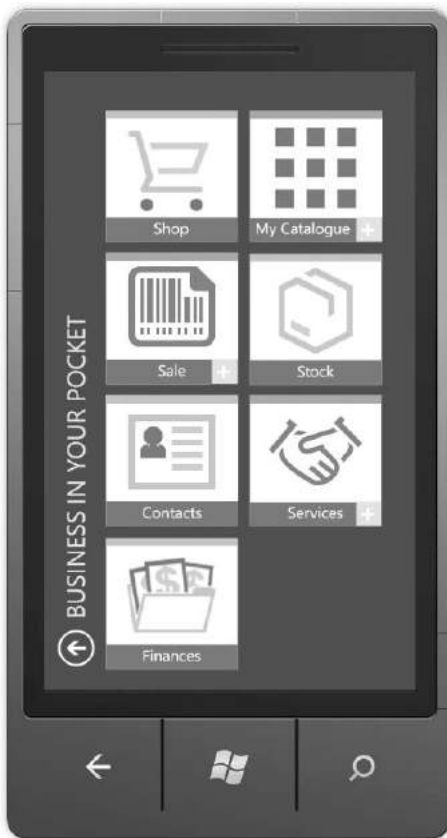 BUSINESS IN YOUR POCKET
Shop
My Catalogue +
Sale +
Stock
Contacts
Services +
Finances